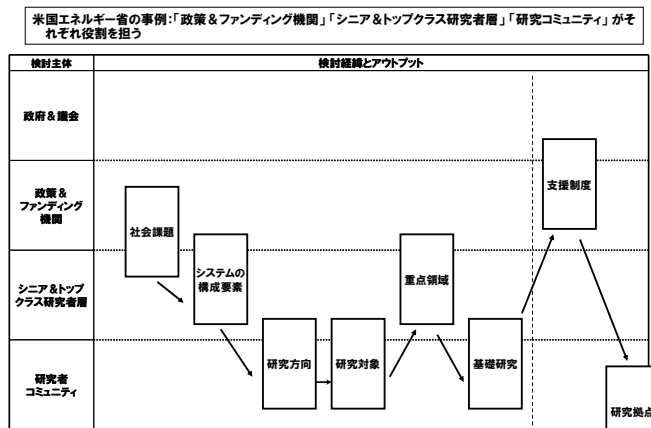 米国エネルギー省の事例:「政策&ファンディング機関」「シニア&トップクラス研究者層」「研究コミュニティ」がそ
れぞれ役割を担う
検討主体
検討経緯とアウトプット
政府&議会
政策&
ファンディング
機関
シニア&トップ
クラス研究者層
研究者
コミュニティ
社会課題
システムの
構成要素
研究方向
研究対象
重点領域
基礎研究
支援制度
研究拠点